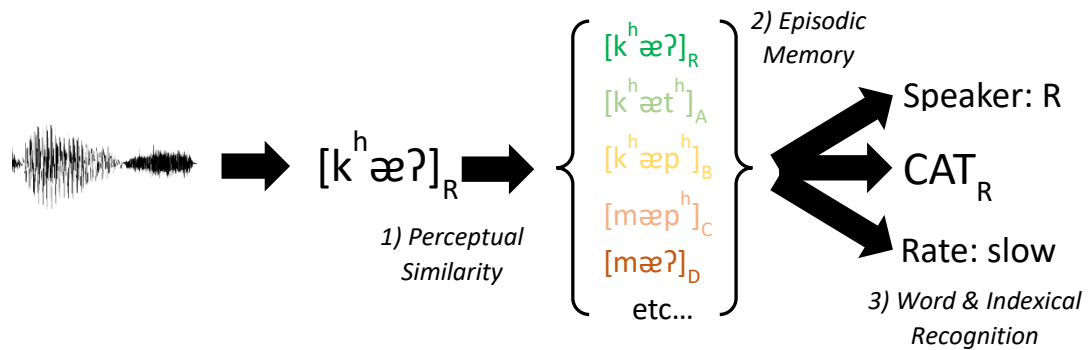 [kʰæʔ]R
1) Perceptual
Similarity
[kʰæʔ]R
[kʰætʰ]A
[kʰæpʰ]B
[mæpʰ]C
[mæʔ]D
etc...
2) Episodic
Memory
Speaker: R
CATR
Rate: slow
3) Word & Indexical
Recognition